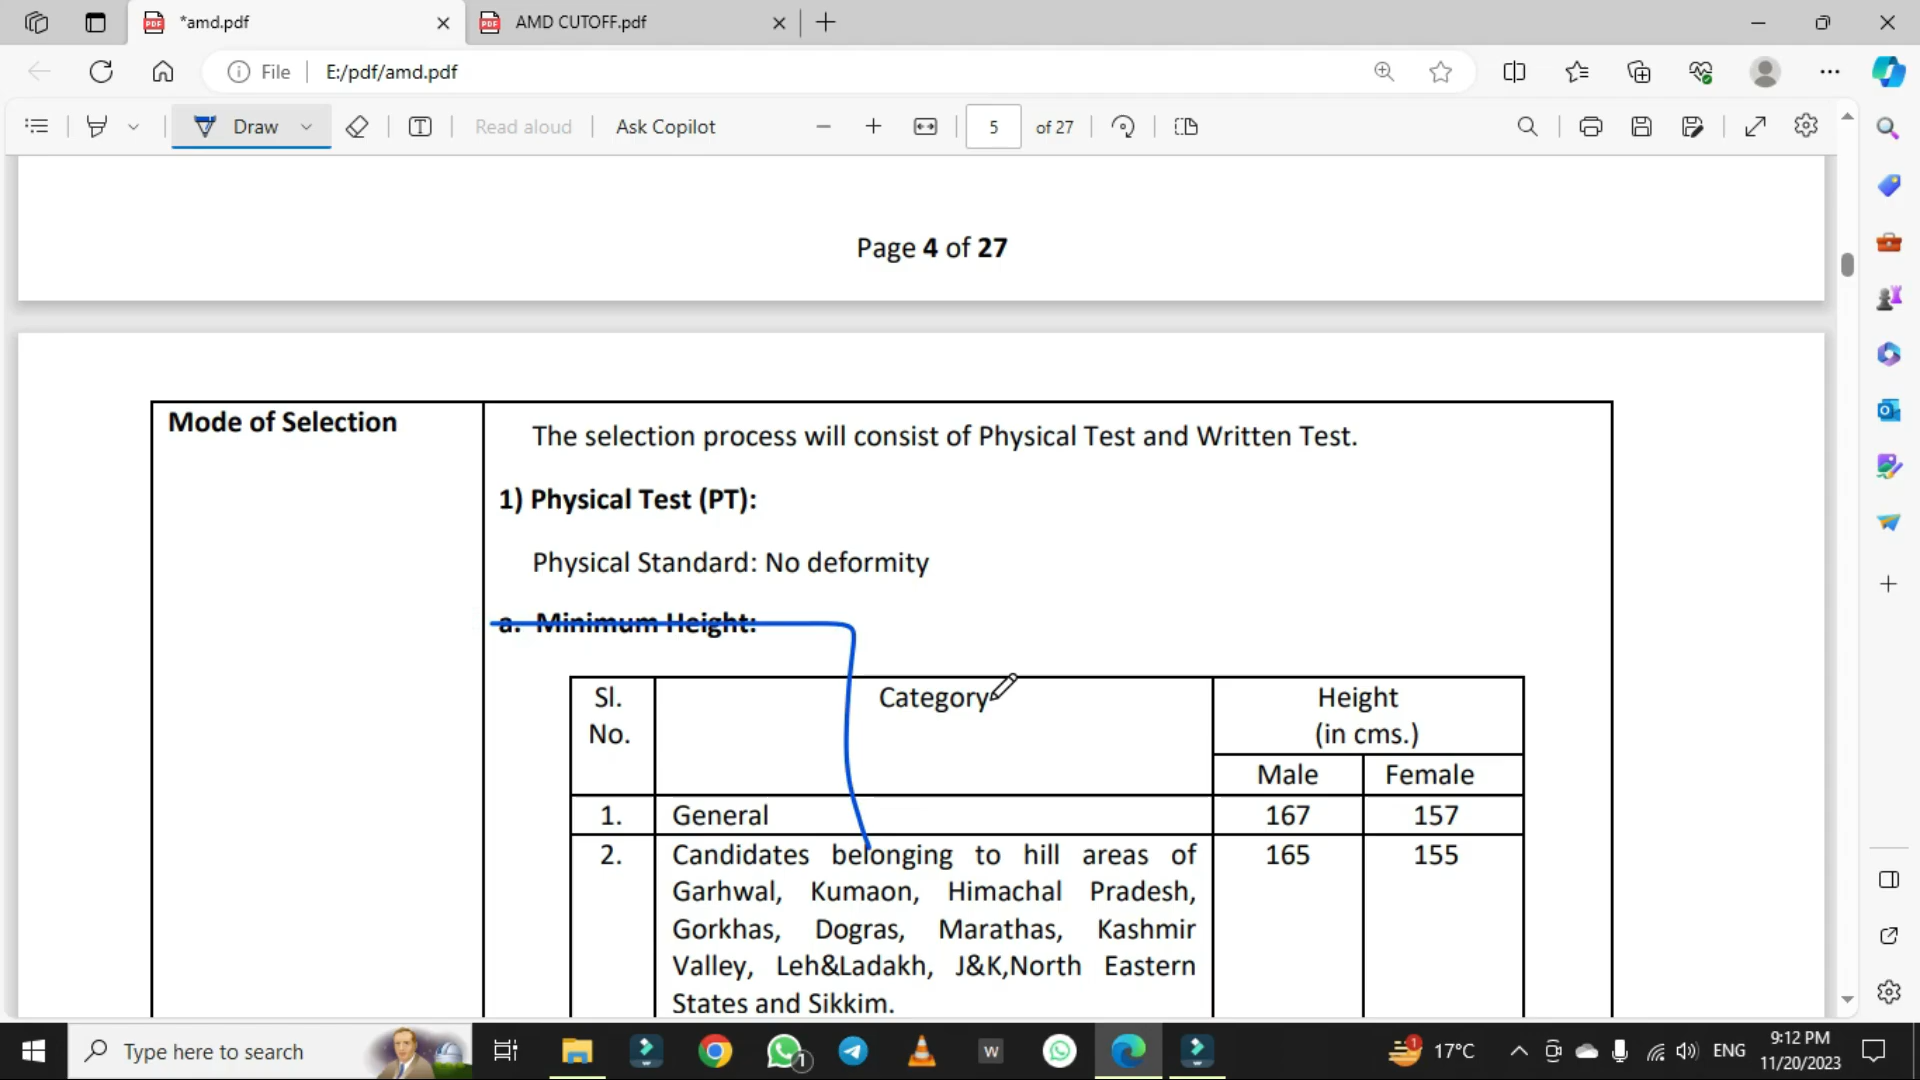 *amd.pdf
AMD CUTOFF.pdf
File
E:/pdf/amd.pdf
Draw
Read aloud
Ask Copilot
5
of 27
Page 4 of 27
Mode of Selection
The selection process will consist of Physical Test and Written Test.
1) Physical Test (PT):
Physical Standard: No deformity
a. Minimum Height:
Sl. No.
Category
Height (in cms.)
Male
Female
1.
General
167
157
2.
Candidates belonging to hill areas of
165
155
Garhwal, Kumaon, Himachal Pradesh,
Gorkhas, Dogras, Marathas, Kashmir
Valley, Leh&Ladakh, J&K,North Eastern
States and Sikkim.
Type here to search
1
W
1
17°C
ENG
9:12 PM
11/20/2023